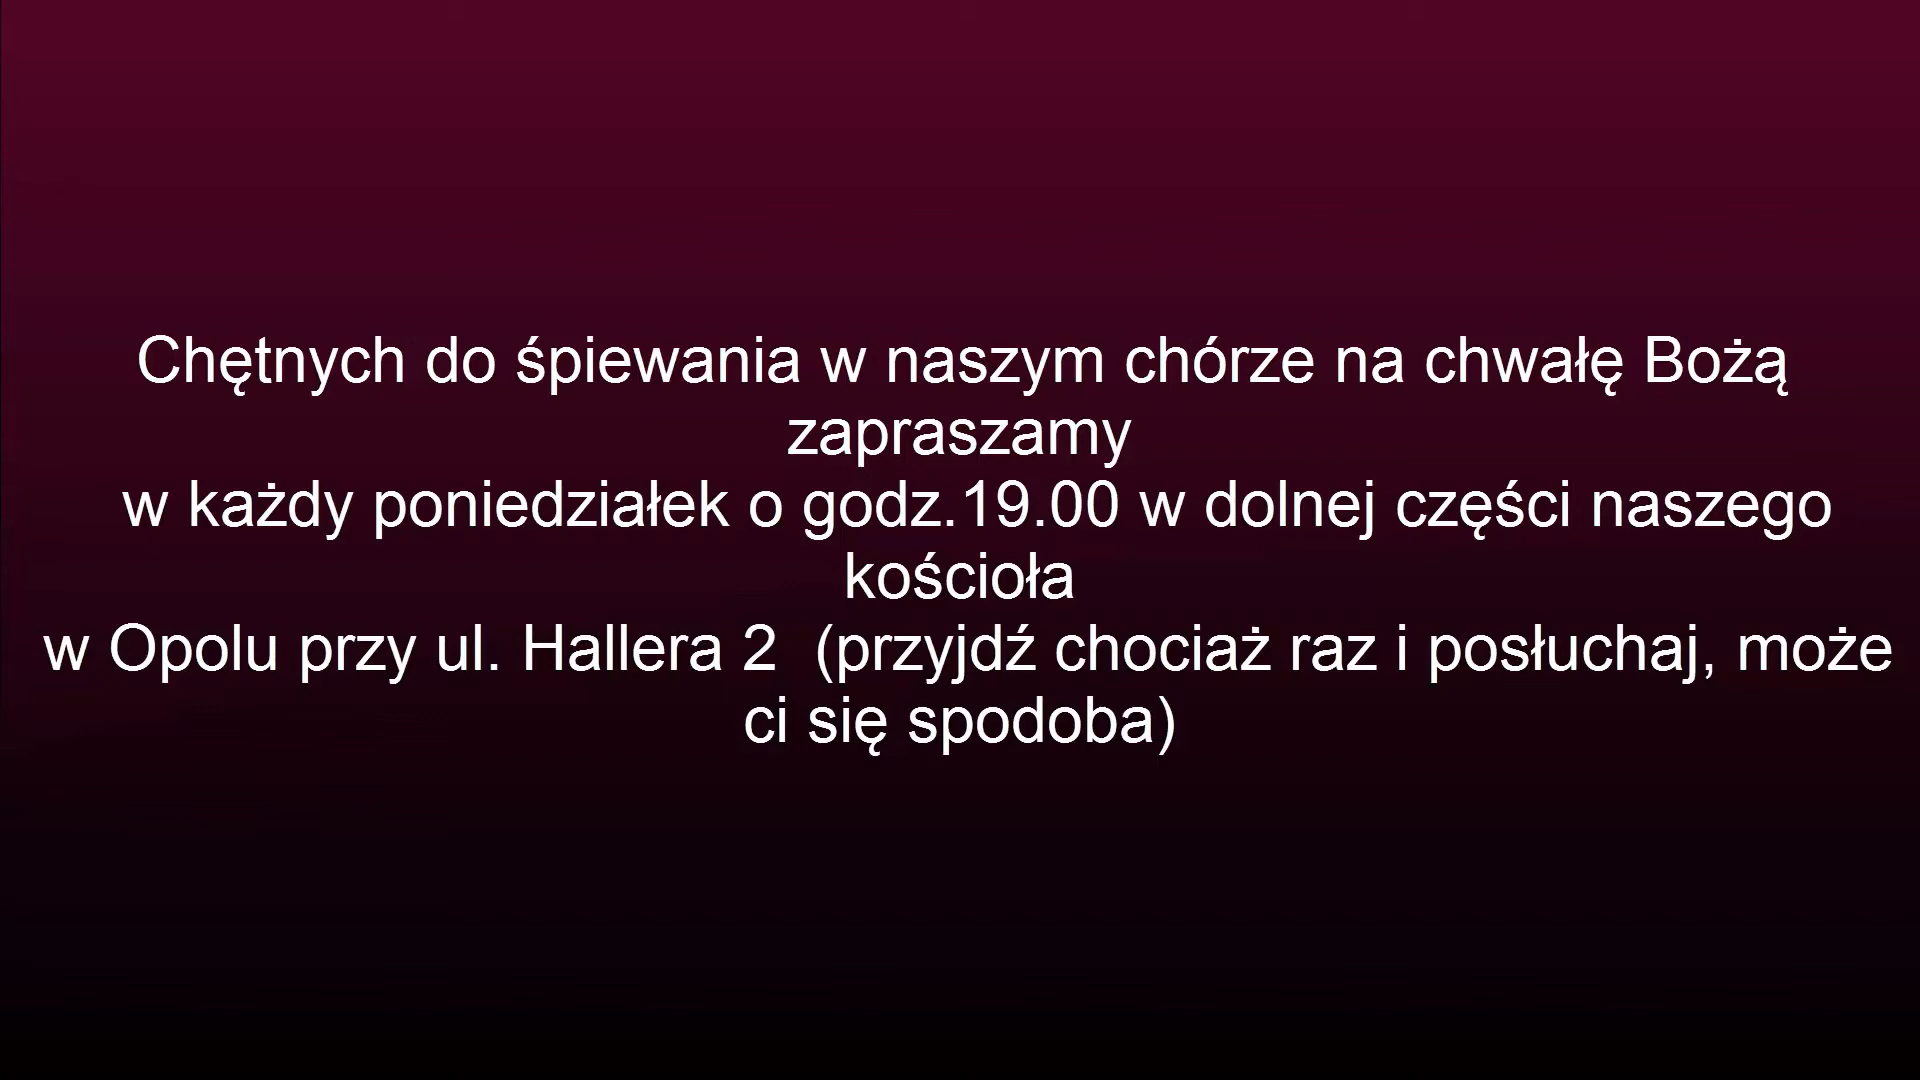 Chętnych do śpiewania w naszym chórze na chwałę Bożą
zapraszamy
w każdy poniedziałek o godz.19.00 w dolnej części naszego
kościoła
w Opolu przy ul. Hallera 2  (przyjdź chociaż raz i posłuchaj, może
ci się spodoba)